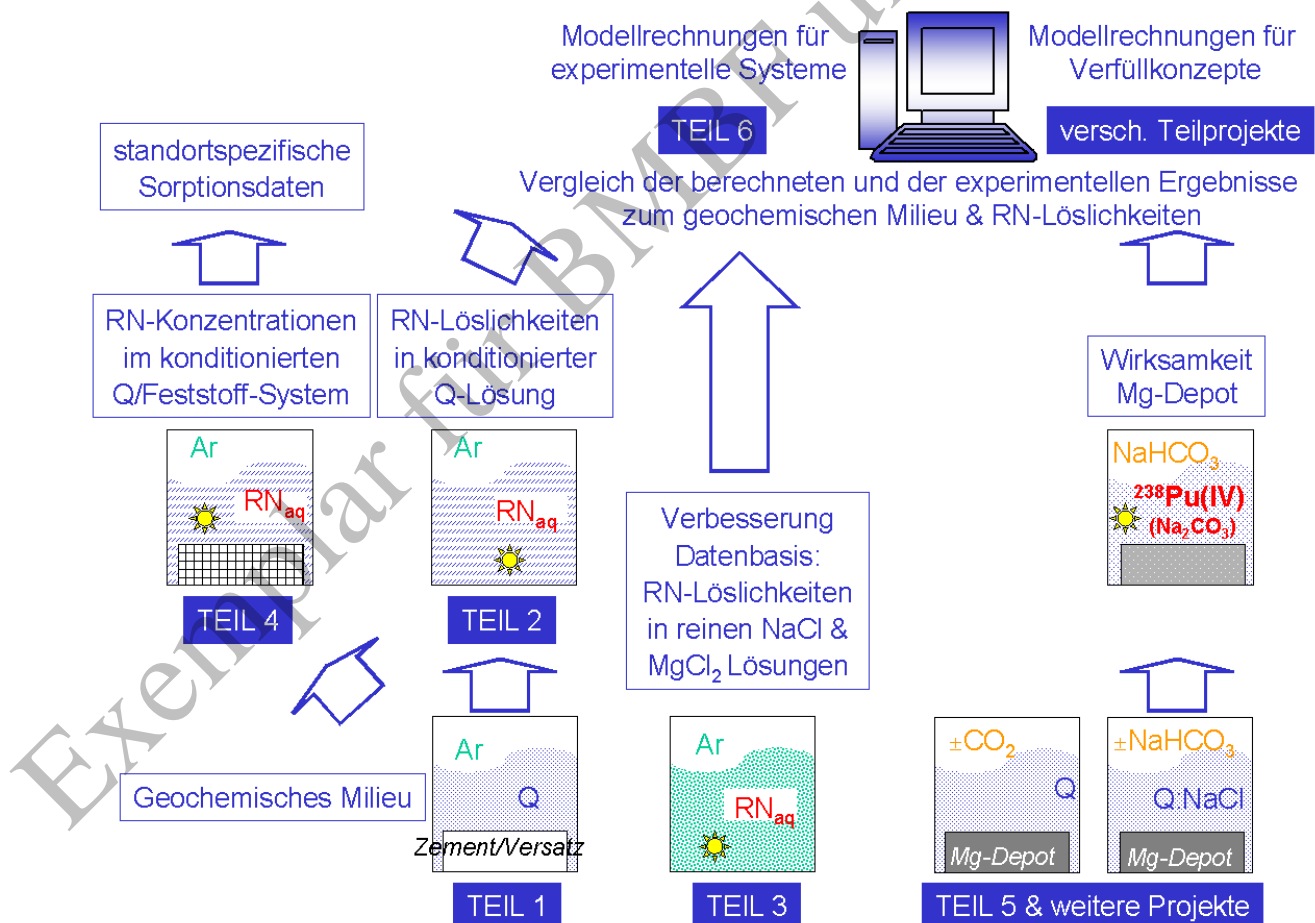 Modellrechnungen für
experimentelle Systeme
TEIL 6
Modellrechnungen für
Verfüllkonzepte
versch. Teilprojekte
Vergleich der berechneten und der experimentellen Ergebnisse
zum geochemischen Milieu & RN-Löslichkeiten
standortspezifische
Sorptionsdaten
RN-Konzentrationen
im konditionierten
Q/Feststoff-System
RN-Löslichkeiten
in konditionierter
Q-Lösung
Wirksamkeit
Mg-Depot
Ar
RNaq
TEIL 4
Ar
RNaq
TEIL 2
Verbesserung
Datenbasis:
RN-Löslichkeiten
in reinen NaCl &
MgCl₂ Lösungen
NaHCO₃
²³⁸Pu(IV)
(Na₂CO₃)
Geochemisches Milieu
Ar
Q
Zement/Versatz
TEIL 1
Ar
RNaq
TEIL 3
±CO₂
Q
Mg-Depot
±NaHCO₃
Q:NaCl
Mg-Depot
TEIL 5 & weitere Projekte
Exemplar für BMBF